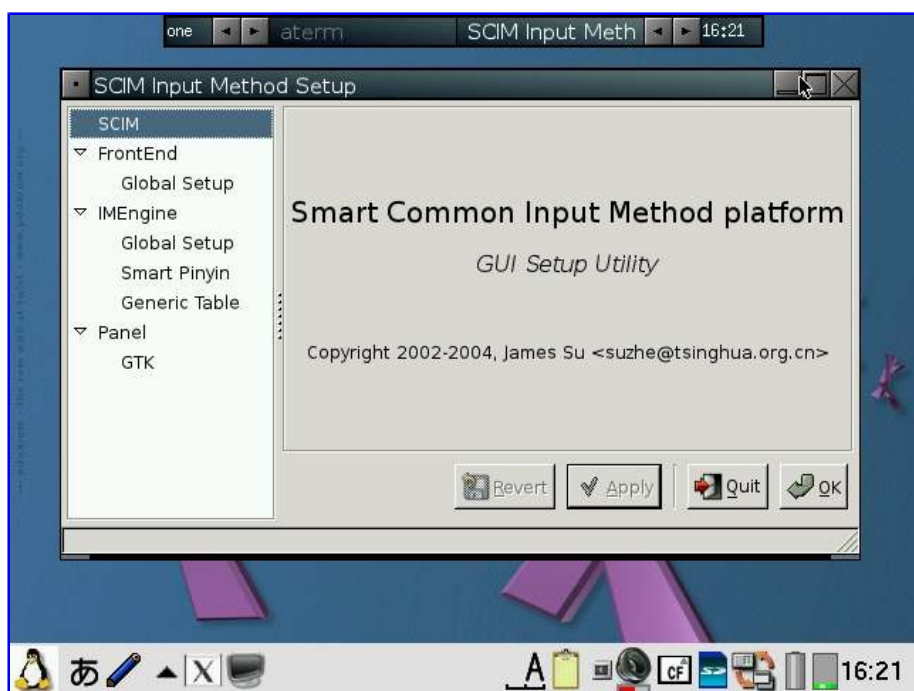 one
aterm
SCIM Input Meth
16:21
SCIM Input Method Setup
SCIM
FrontEnd
Global Setup
IMEngine
Global Setup
Smart Pinyin
Generic Table
Panel
GTK
Smart Common Input Method platform
GUI Setup Utility
Copyright 2002-2004, James Su <suzhe@tsinghua.org.cn>
Revert
Apply
Quit
OK
あ
X
A
CF
16:21